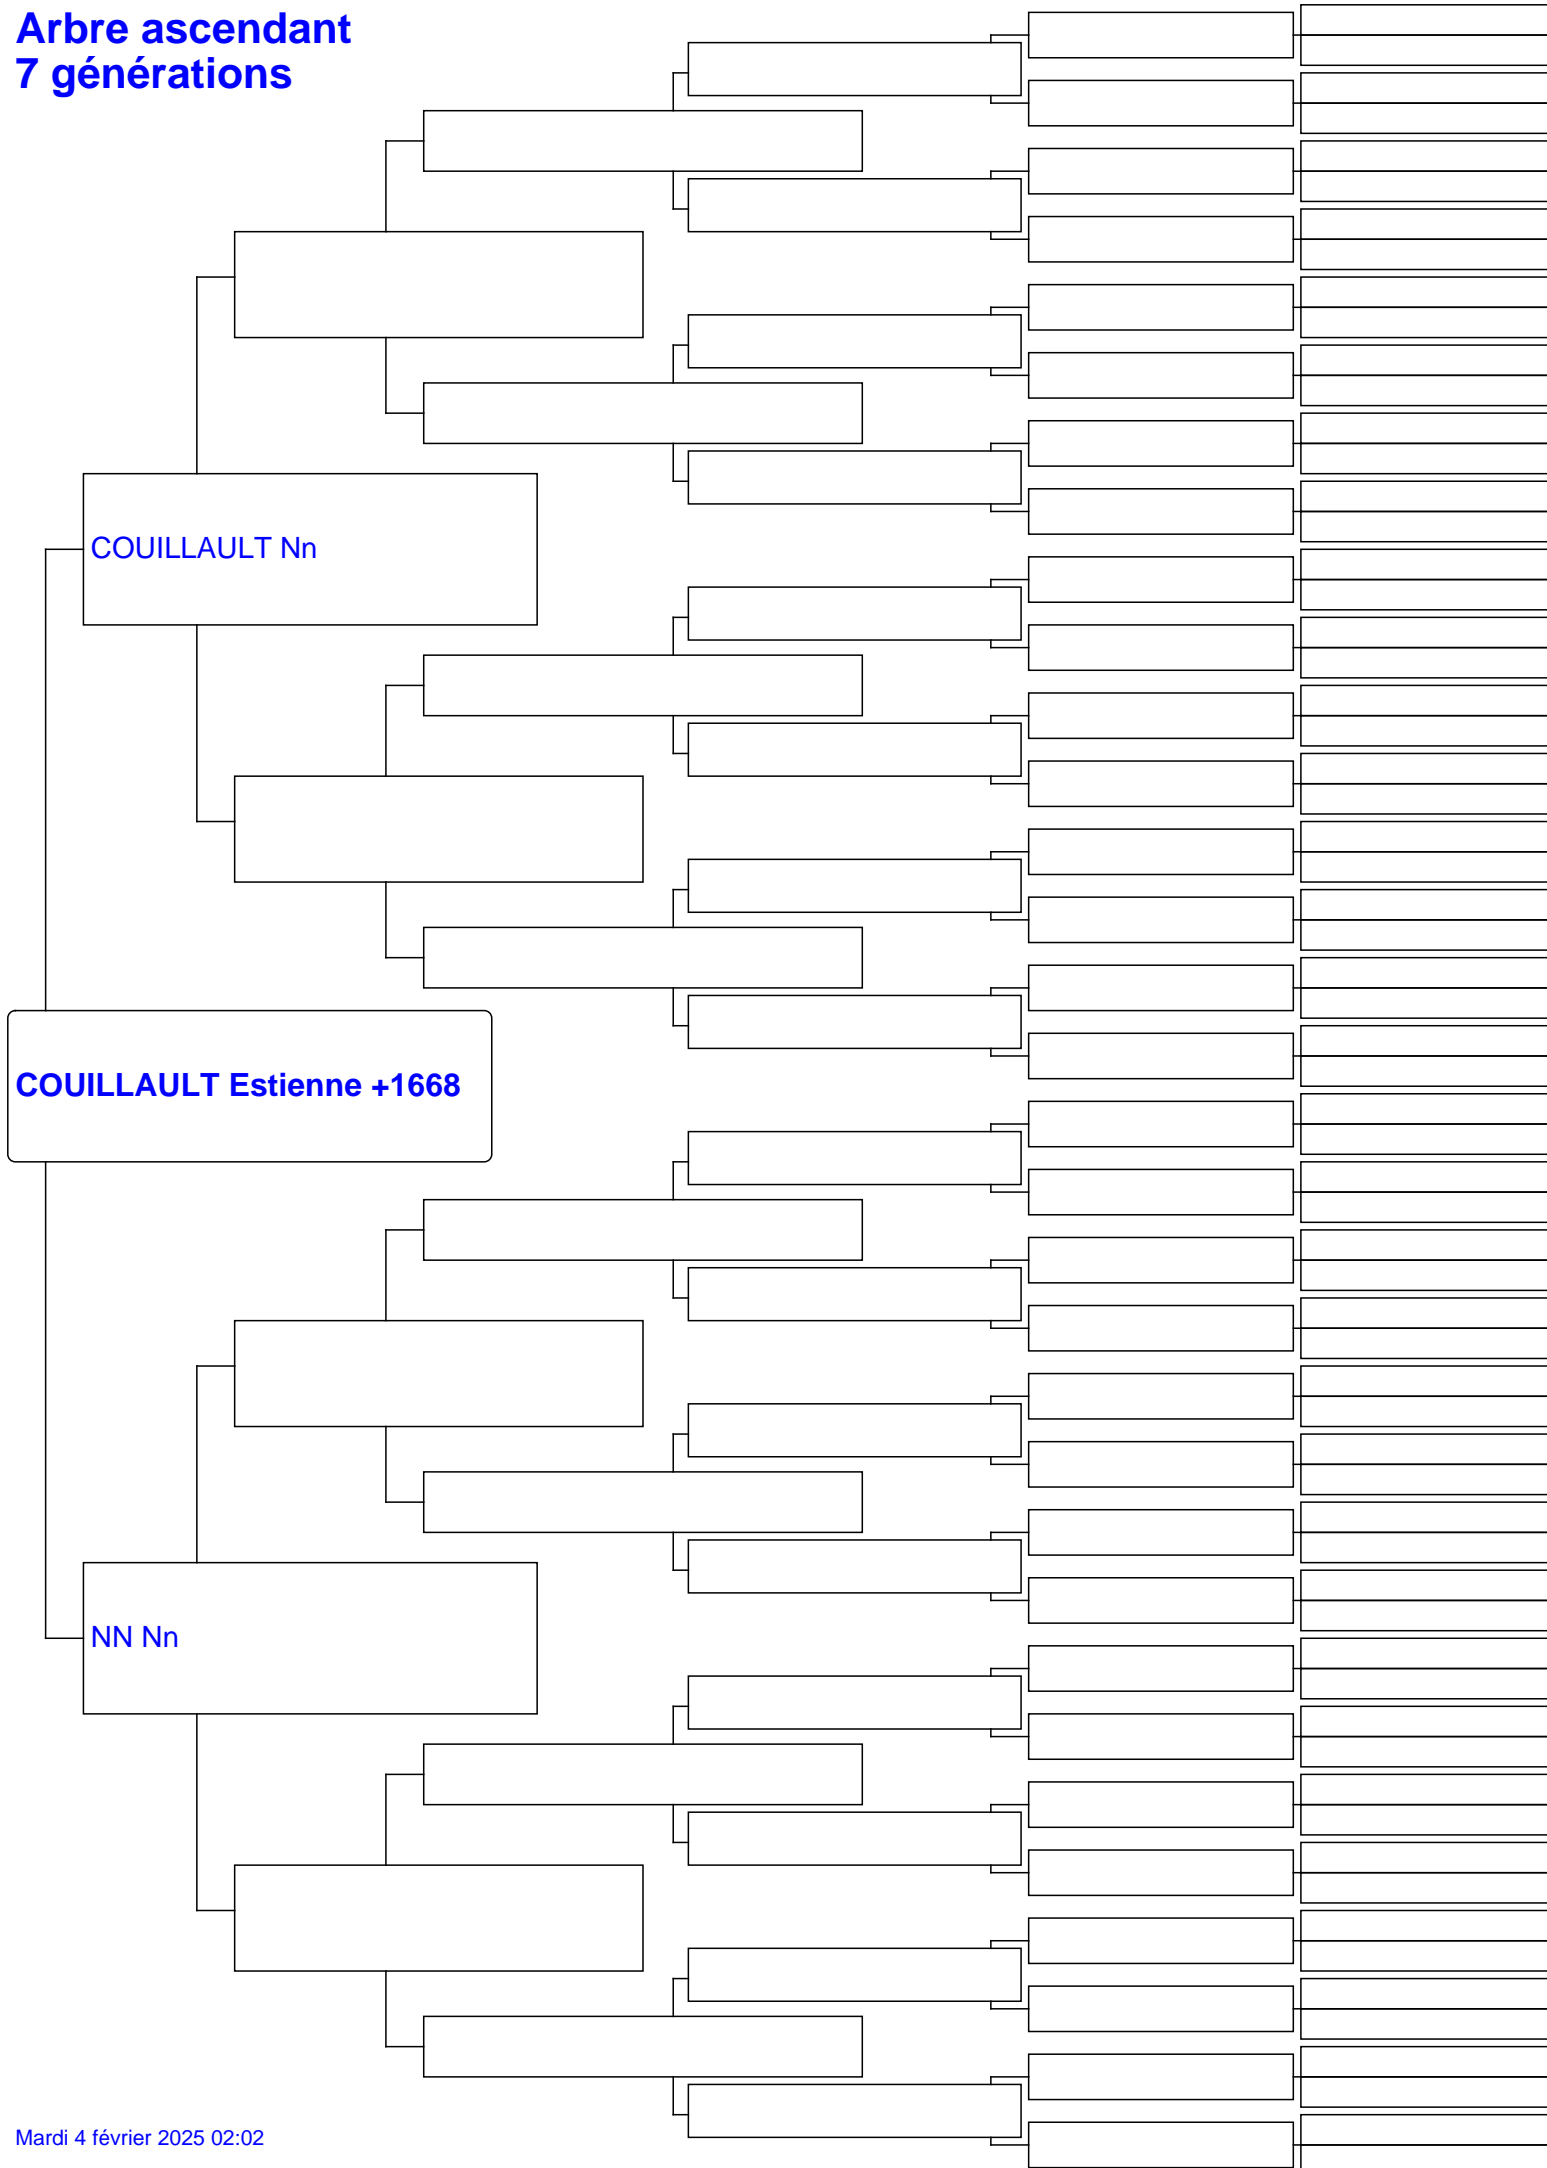 Arbre ascendant
7 générations
COUILLAULT Nn
COUILLAULT Estienne +1668
NN Nn
Mardi 4 février 2025 02:02